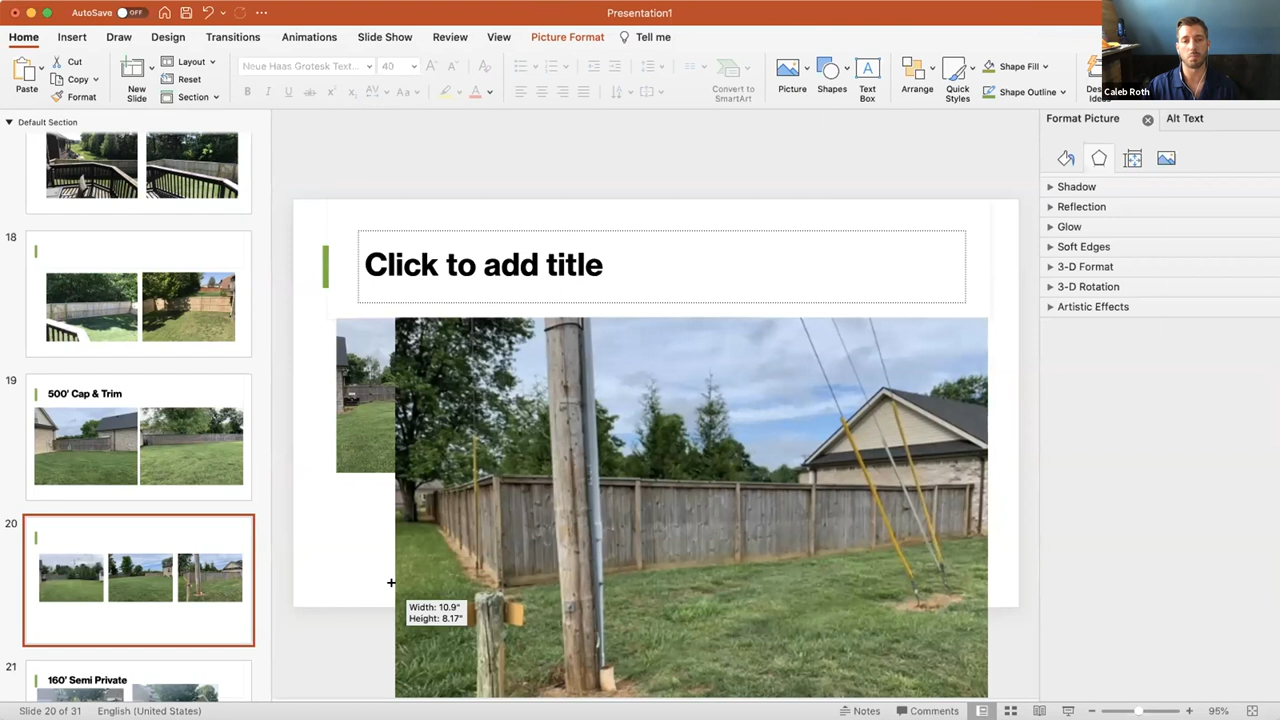 AutoSave OFF
Presentation1
Home Insert Draw Design Transitions Animations Slide Show Review View Picture Format Tell me
Paste
Cut
Copy
Format
New Slide
Layout
Reset
Section
Neue Haas Grotesk Text... 40
Convert to SmartArt
Picture
Shapes
Text Box
Arrange
Quick Styles
Shape Fill
Shape Outline
Caleb Roth
Default Section
18
19
500' Cap & Trim
20
21
160' Semi Private
Click to add title
Width: 10.9"
Height: 8.17"
Format Picture
Alt Text
Shadow
Reflection
Glow
Soft Edges
3-D Format
3-D Rotation
Artistic Effects
Slide 20 of 31 English (United States) Notes Comments 95%